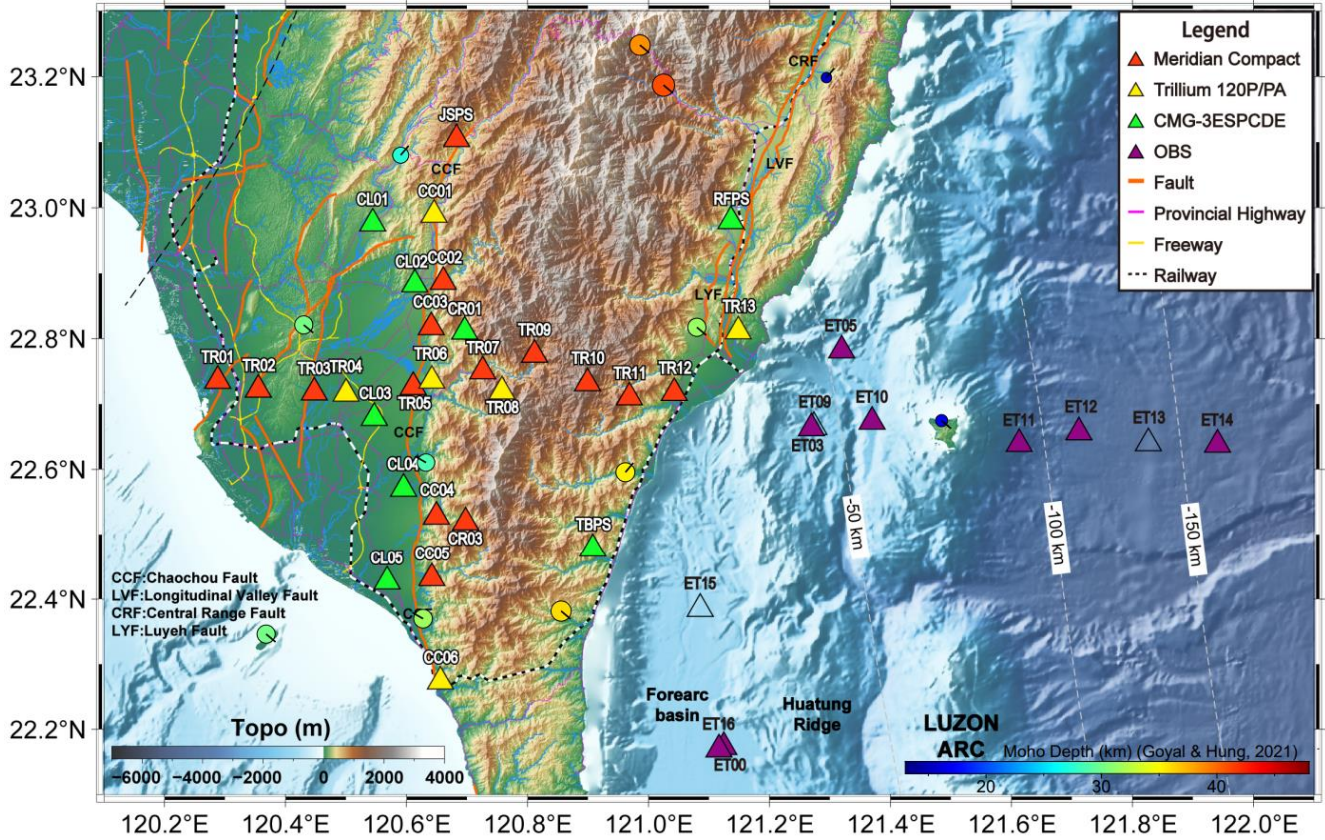 23.2°N
23.0°N
22.8°N
22.6°N
22.4°N
22.2°N
Legend
Meridian Compact
Trillium 120P/PA
CMG-3ESPCDE
OBS
Fault
Provincial Highway
Freeway
Railway
CRF
JSPS
CCF
LVF
CL01
CC01
RFPS
CL02
CC02
LYF
CC03
CR01
TR13
TR09
ET05
TR01
TR02
TR03
TR04
TR06
TR07
TR10
TR11
TR12
TR05
TR08
CL03
ET09
ET03
ET10
ET11
ET12
ET13
ET14
CCF
CL04
CC04
CR03
TBPS
-50 km
-100 km
-150 km
CL05
CC05
ET15
CCF:Chaochou Fault
LVF:Longitudinal Valley Fault
CRF:Central Range Fault
LYF:Luyeh Fault
CC06
Forearc
basin
Huatung
Ridge
ET16
ET00
LUZON
ARC
Topo (m)
−6000 −4000 −2000 0 2000 4000
Moho Depth (km) (Goyal & Hung, 2021)
20 30 40
120.2°E 120.4°E 120.6°E 120.8°E 121.0°E 121.2°E 121.4°E 121.6°E 121.8°E 122.0°E